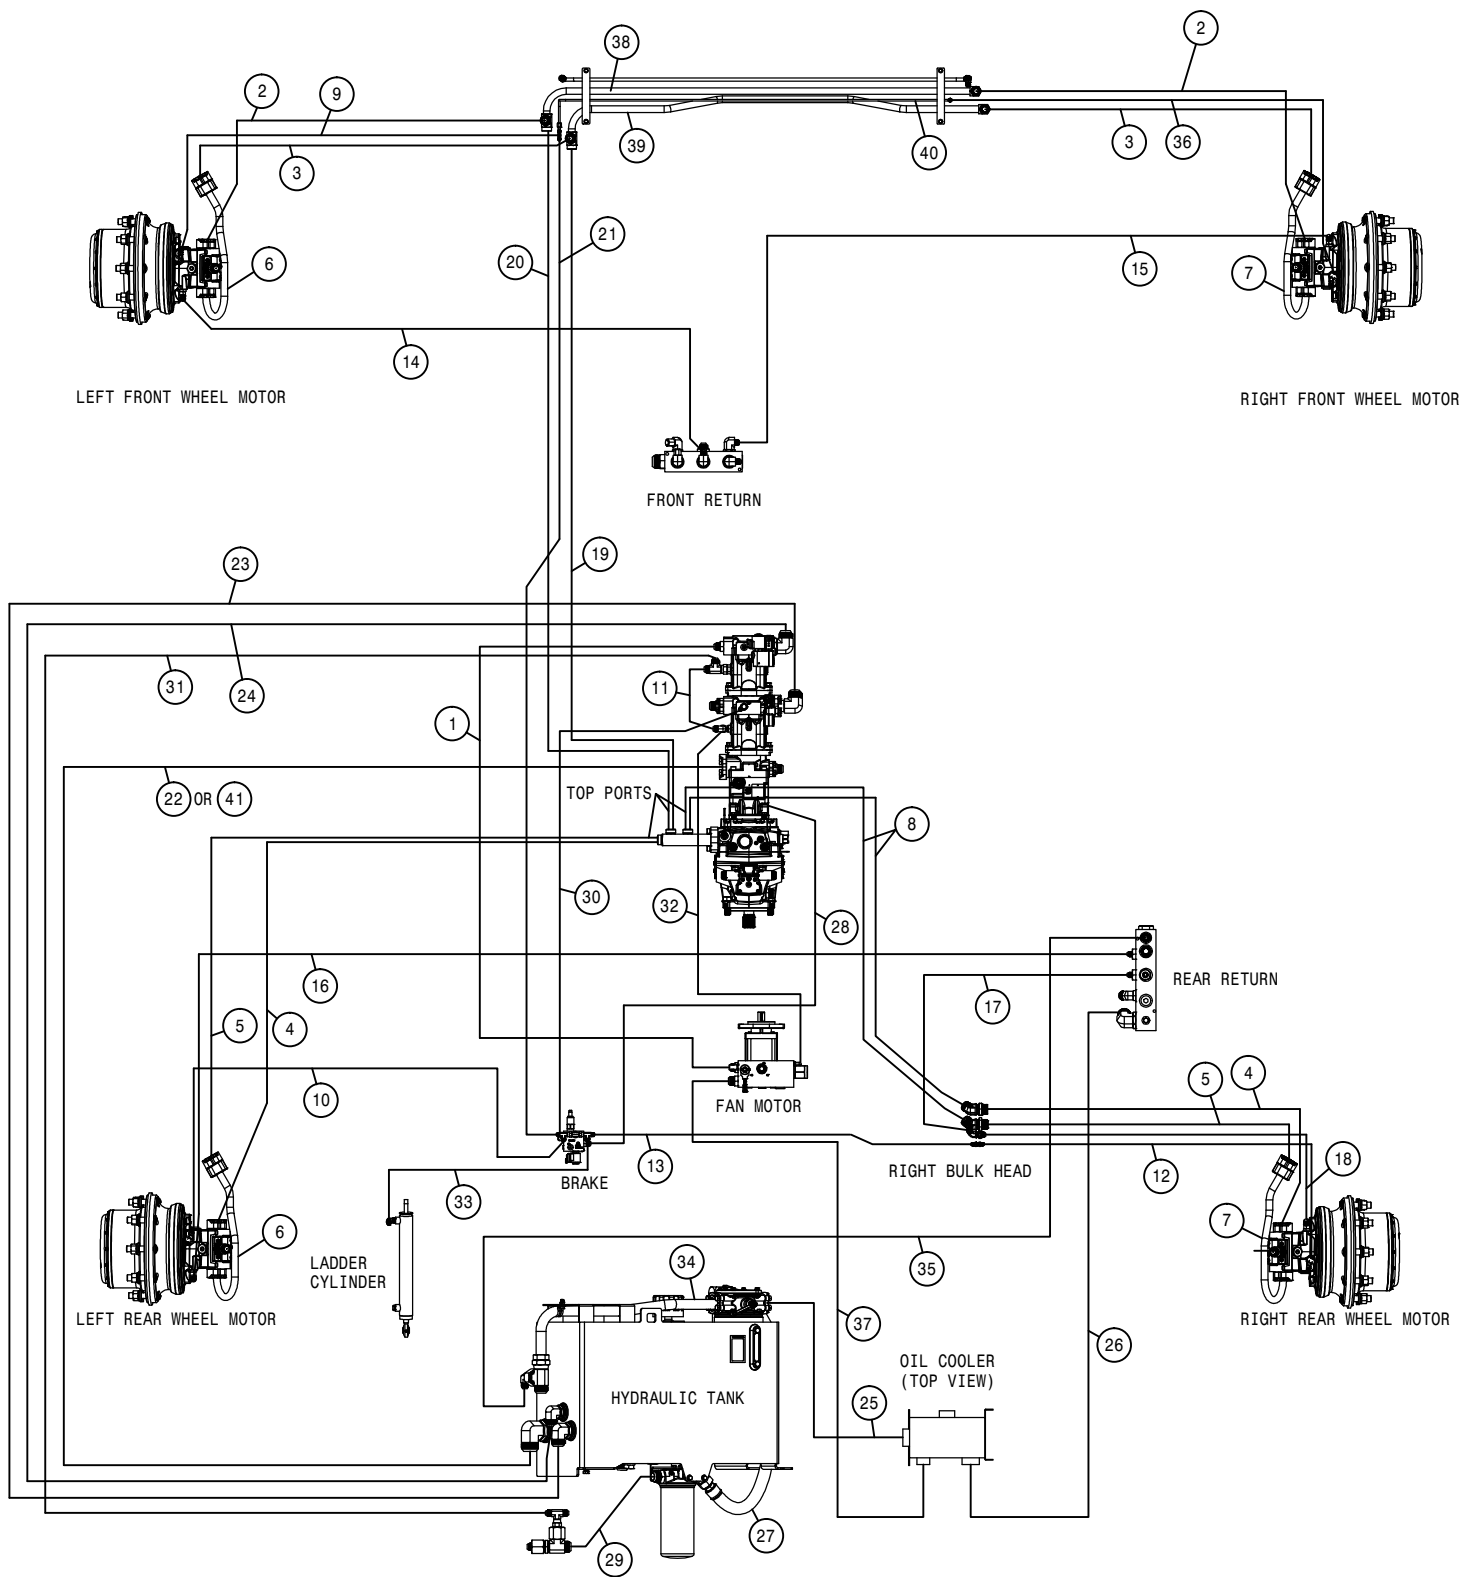 38
2
2
9
39
40
3
36
3
21
20
6
15
7
14
LEFT FRONT WHEEL MOTOR
RIGHT FRONT WHEEL MOTOR
FRONT RETURN
19
23
31
24
11
1
22 OR 41
TOP PORTS
8
30
32
28
16
17
REAR RETURN
5
4
10
FAN MOTOR
5
4
13
RIGHT BULK HEAD
12
18
BRAKE
33
6
7
LADDER
CYLINDER
34
35
LEFT REAR WHEEL MOTOR
RIGHT REAR WHEEL MOTOR
37
26
OIL COOLER
(TOP VIEW)
HYDRAULIC TANK
25
27
29